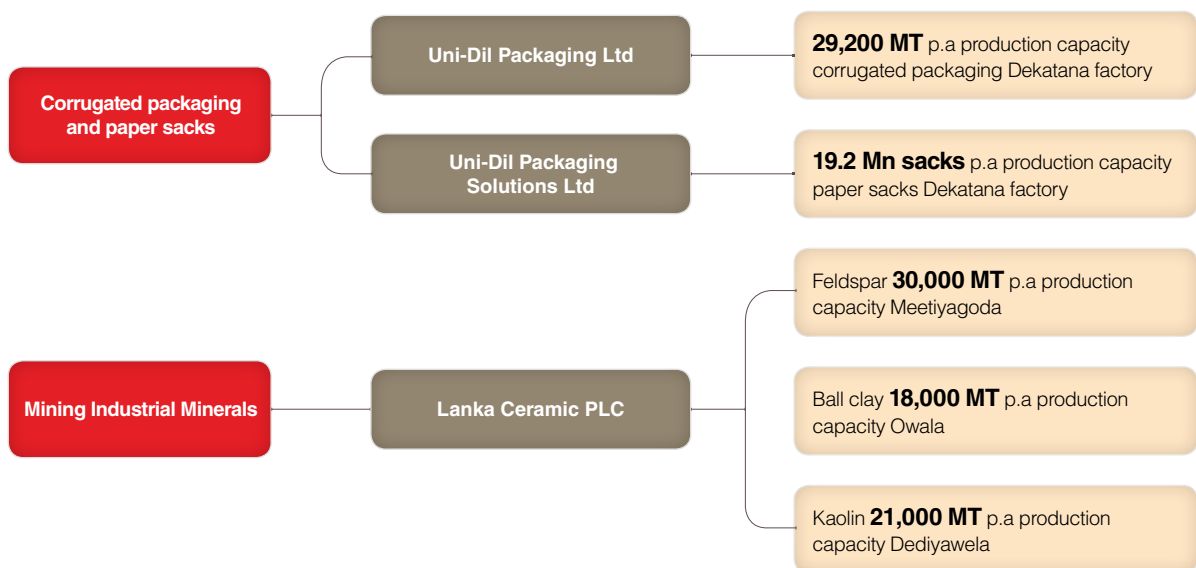 Corrugated packaging
and paper sacks
Uni-Dil Packaging Ltd
29,200 MT p.a production capacity
corrugated packaging Dekatana factory
Uni-Dil Packaging
Solutions Ltd
19.2 Mn sacks p.a production capacity
paper sacks Dekatana factory
Mining Industrial Minerals
Lanka Ceramic PLC
Feldspar 30,000 MT p.a production
capacity Meetiyagoda
Ball clay 18,000 MT p.a production
capacity Owala
Kaolin 21,000 MT p.a production
capacity Dediyawela